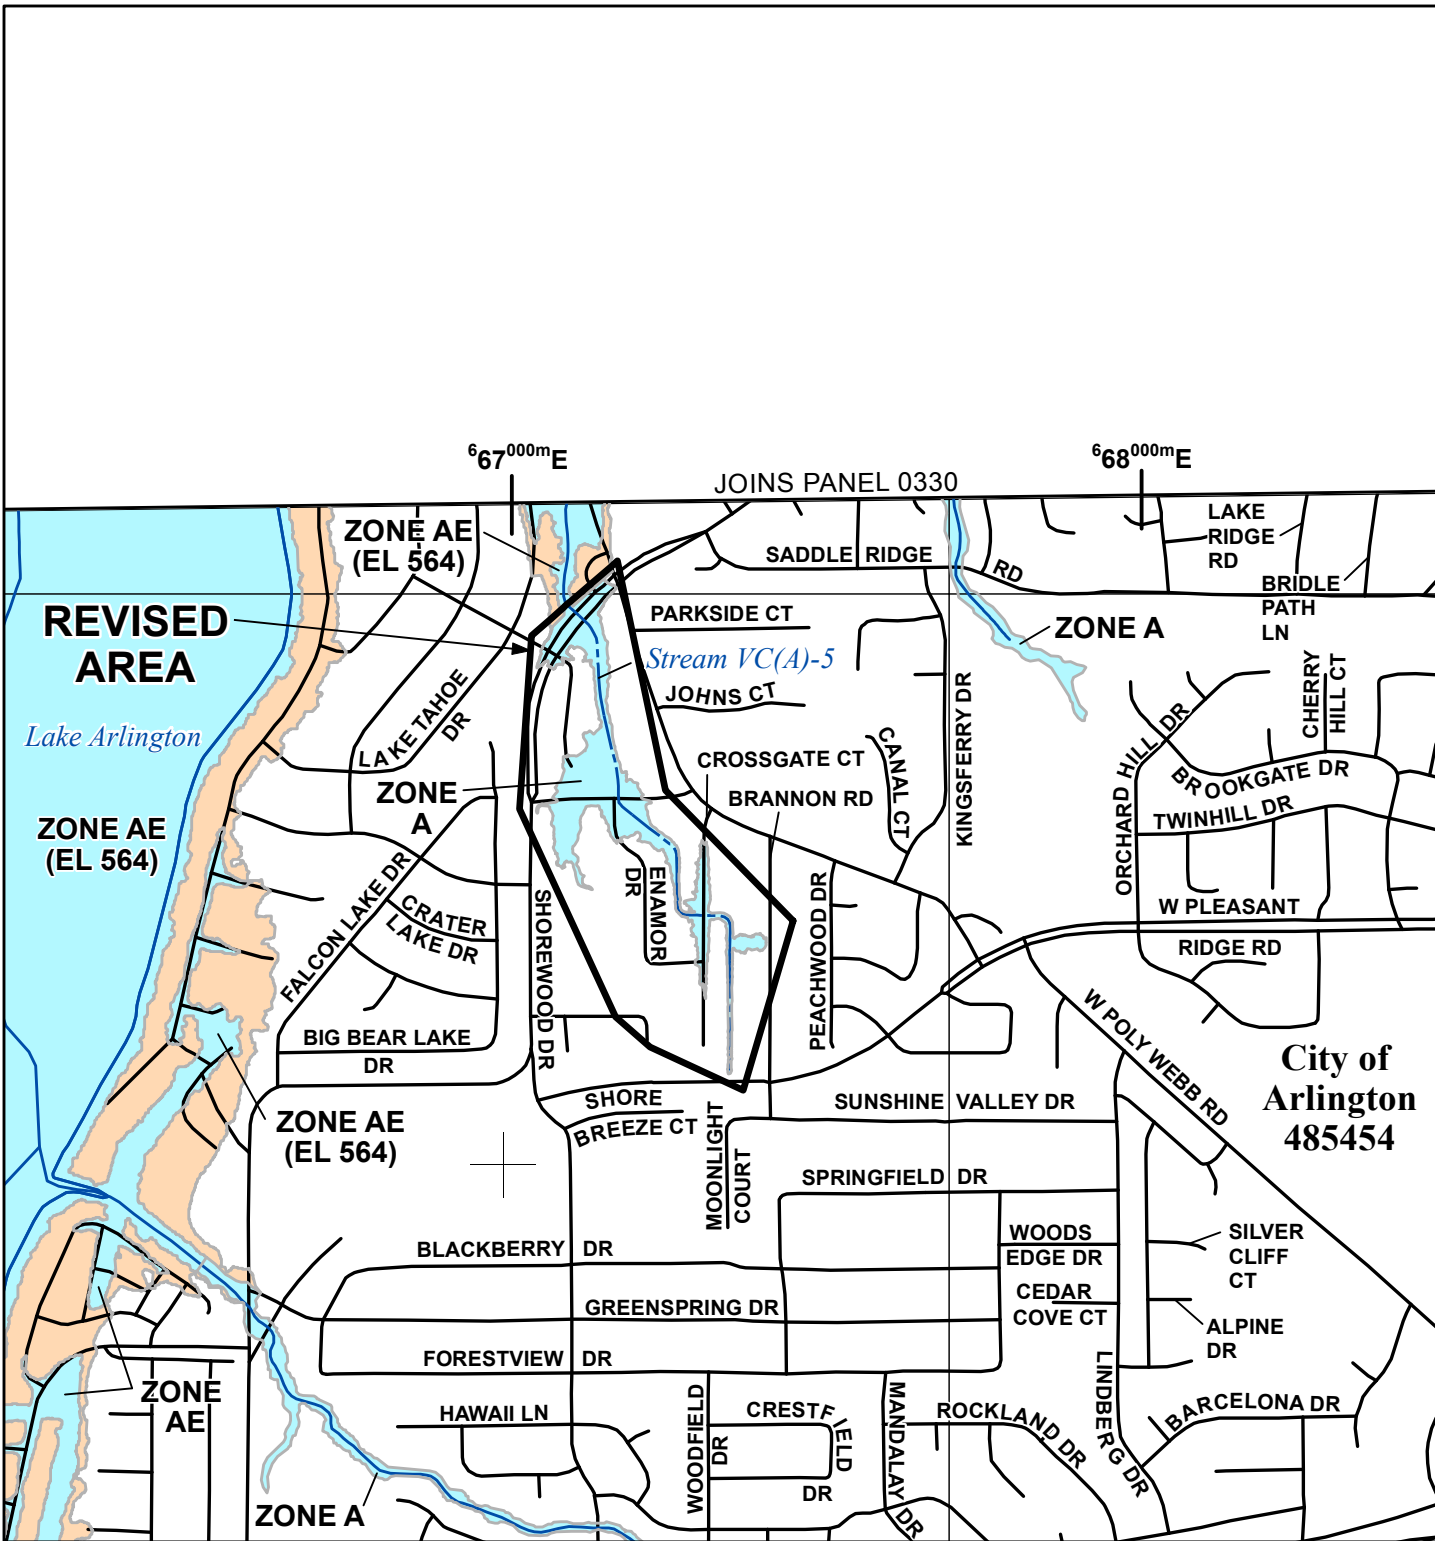 667000mE
668000mE
JOINS PANEL 0330
ZONE AE
(EL 564)
LAKE
RIDGE
RD
SADDLE RIDGE
RD
BRIDLE
PATH
LN
REVISED
AREA
PARKSIDE CT
ZONE A
Stream VC(A)-5
Lake Arlington
LAKE TAHOE
DR
JOHNS CT
KINGSFERRY DR
CHERRY
HILL CT
ORCHARD HILL DR
CROSSGATE CT
CANAL CT
BROOKGATE DR
ZONE
A
BRANNON RD
TWINHILL DR
ZONE AE
(EL 564)
FALCON LAKE DR
CRATER
LAKE DR
SHOREWOOD DR
ENAMOR
DR
PEACHWOOD DR
W PLEASANT
RIDGE RD
BIG BEAR LAKE
DR
W POLY WEBB RD
City of
Arlington
485454
ZONE AE
(EL 564)
SHORE
BREEZE CT
SUNSHINE VALLEY DR
MOONLIGHT
COURT
SPRINGFIELD DR
BLACKBERRY DR
WOODS
EDGE DR
SILVER
CLIFF
CT
CEDAR
COVE CT
GREENSPRING DR
ALPINE
DR
FORESTVIEW DR
LINDBERG DR
ZONE
AE
HAWAII LN
WOODFIELD
DR
CRESTFIELD
DR
MANDALAY DR
ROCKLAND DR
BARCELONA DR
ZONE A